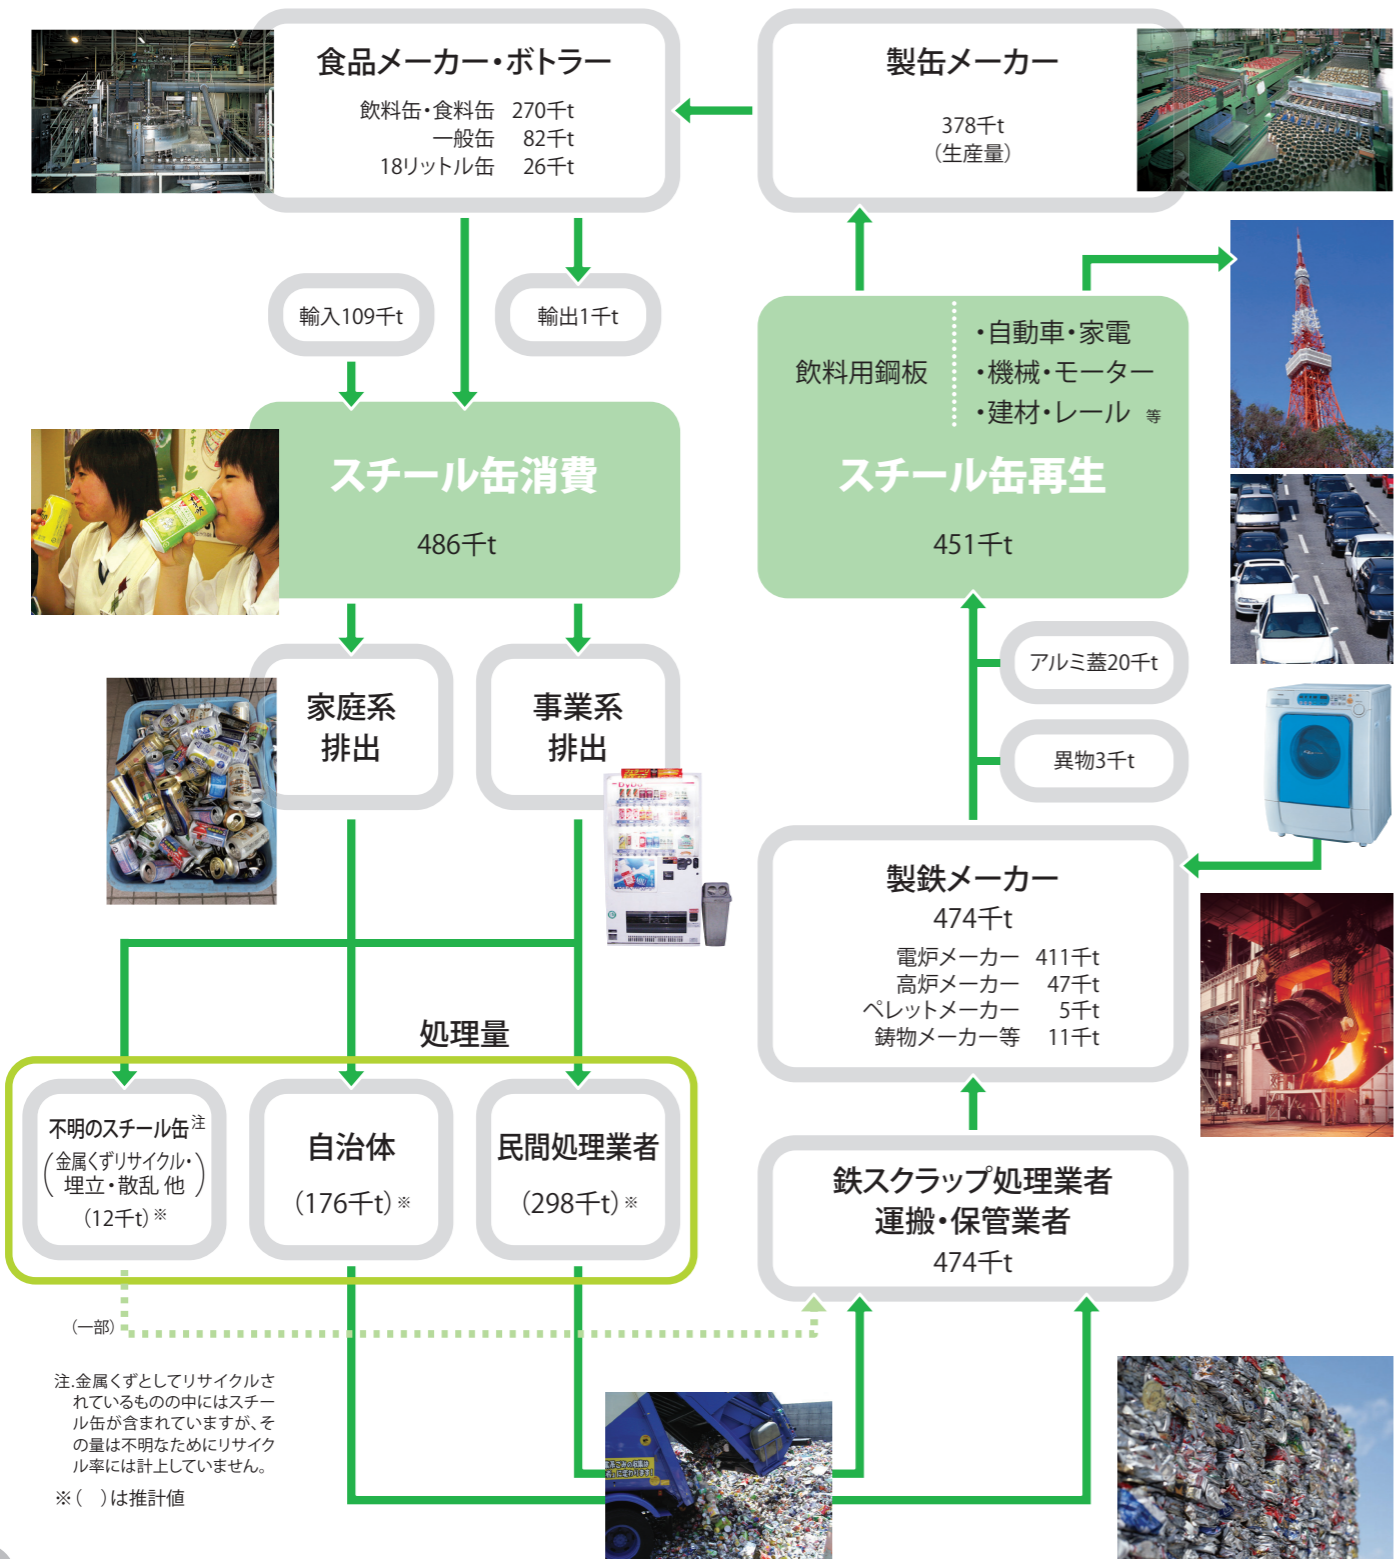 食品メーカー・ボトラー
飲料缶・食料缶 270千t
一般缶 82千t
18リットル缶 26千t
製缶メーカー
378千t
(生産量)
輸入109千t
輸出1千t
飲料用鋼板
・自動車・家電
・機械・モーター
・建材・レール 等
スチール缶消費
486千t
スチール缶再生
451千t
家庭系
排出
事業系
排出
アルミ蓋20千t
異物3千t
製鉄メーカー
474千t
電炉メーカー 411千t
高炉メーカー 47千t
ペレットメーカー 5千t
鋳物メーカー等 11千t
処理量
不明のスチール缶注
(金属くずリサイクル・
埋立・散乱 他)
(12千t)※
自治体
(176千t)※
民間処理業者
(298千t)※
鉄スクラップ処理業者
運搬・保管業者
474千t
(一部)
注.金属くずとしてリサイクルさ
れているものの中にはスチー
ル缶が含まれていますが、そ
の量は不明なためにリサイク
ル率には計上していません。
※( )は推計値